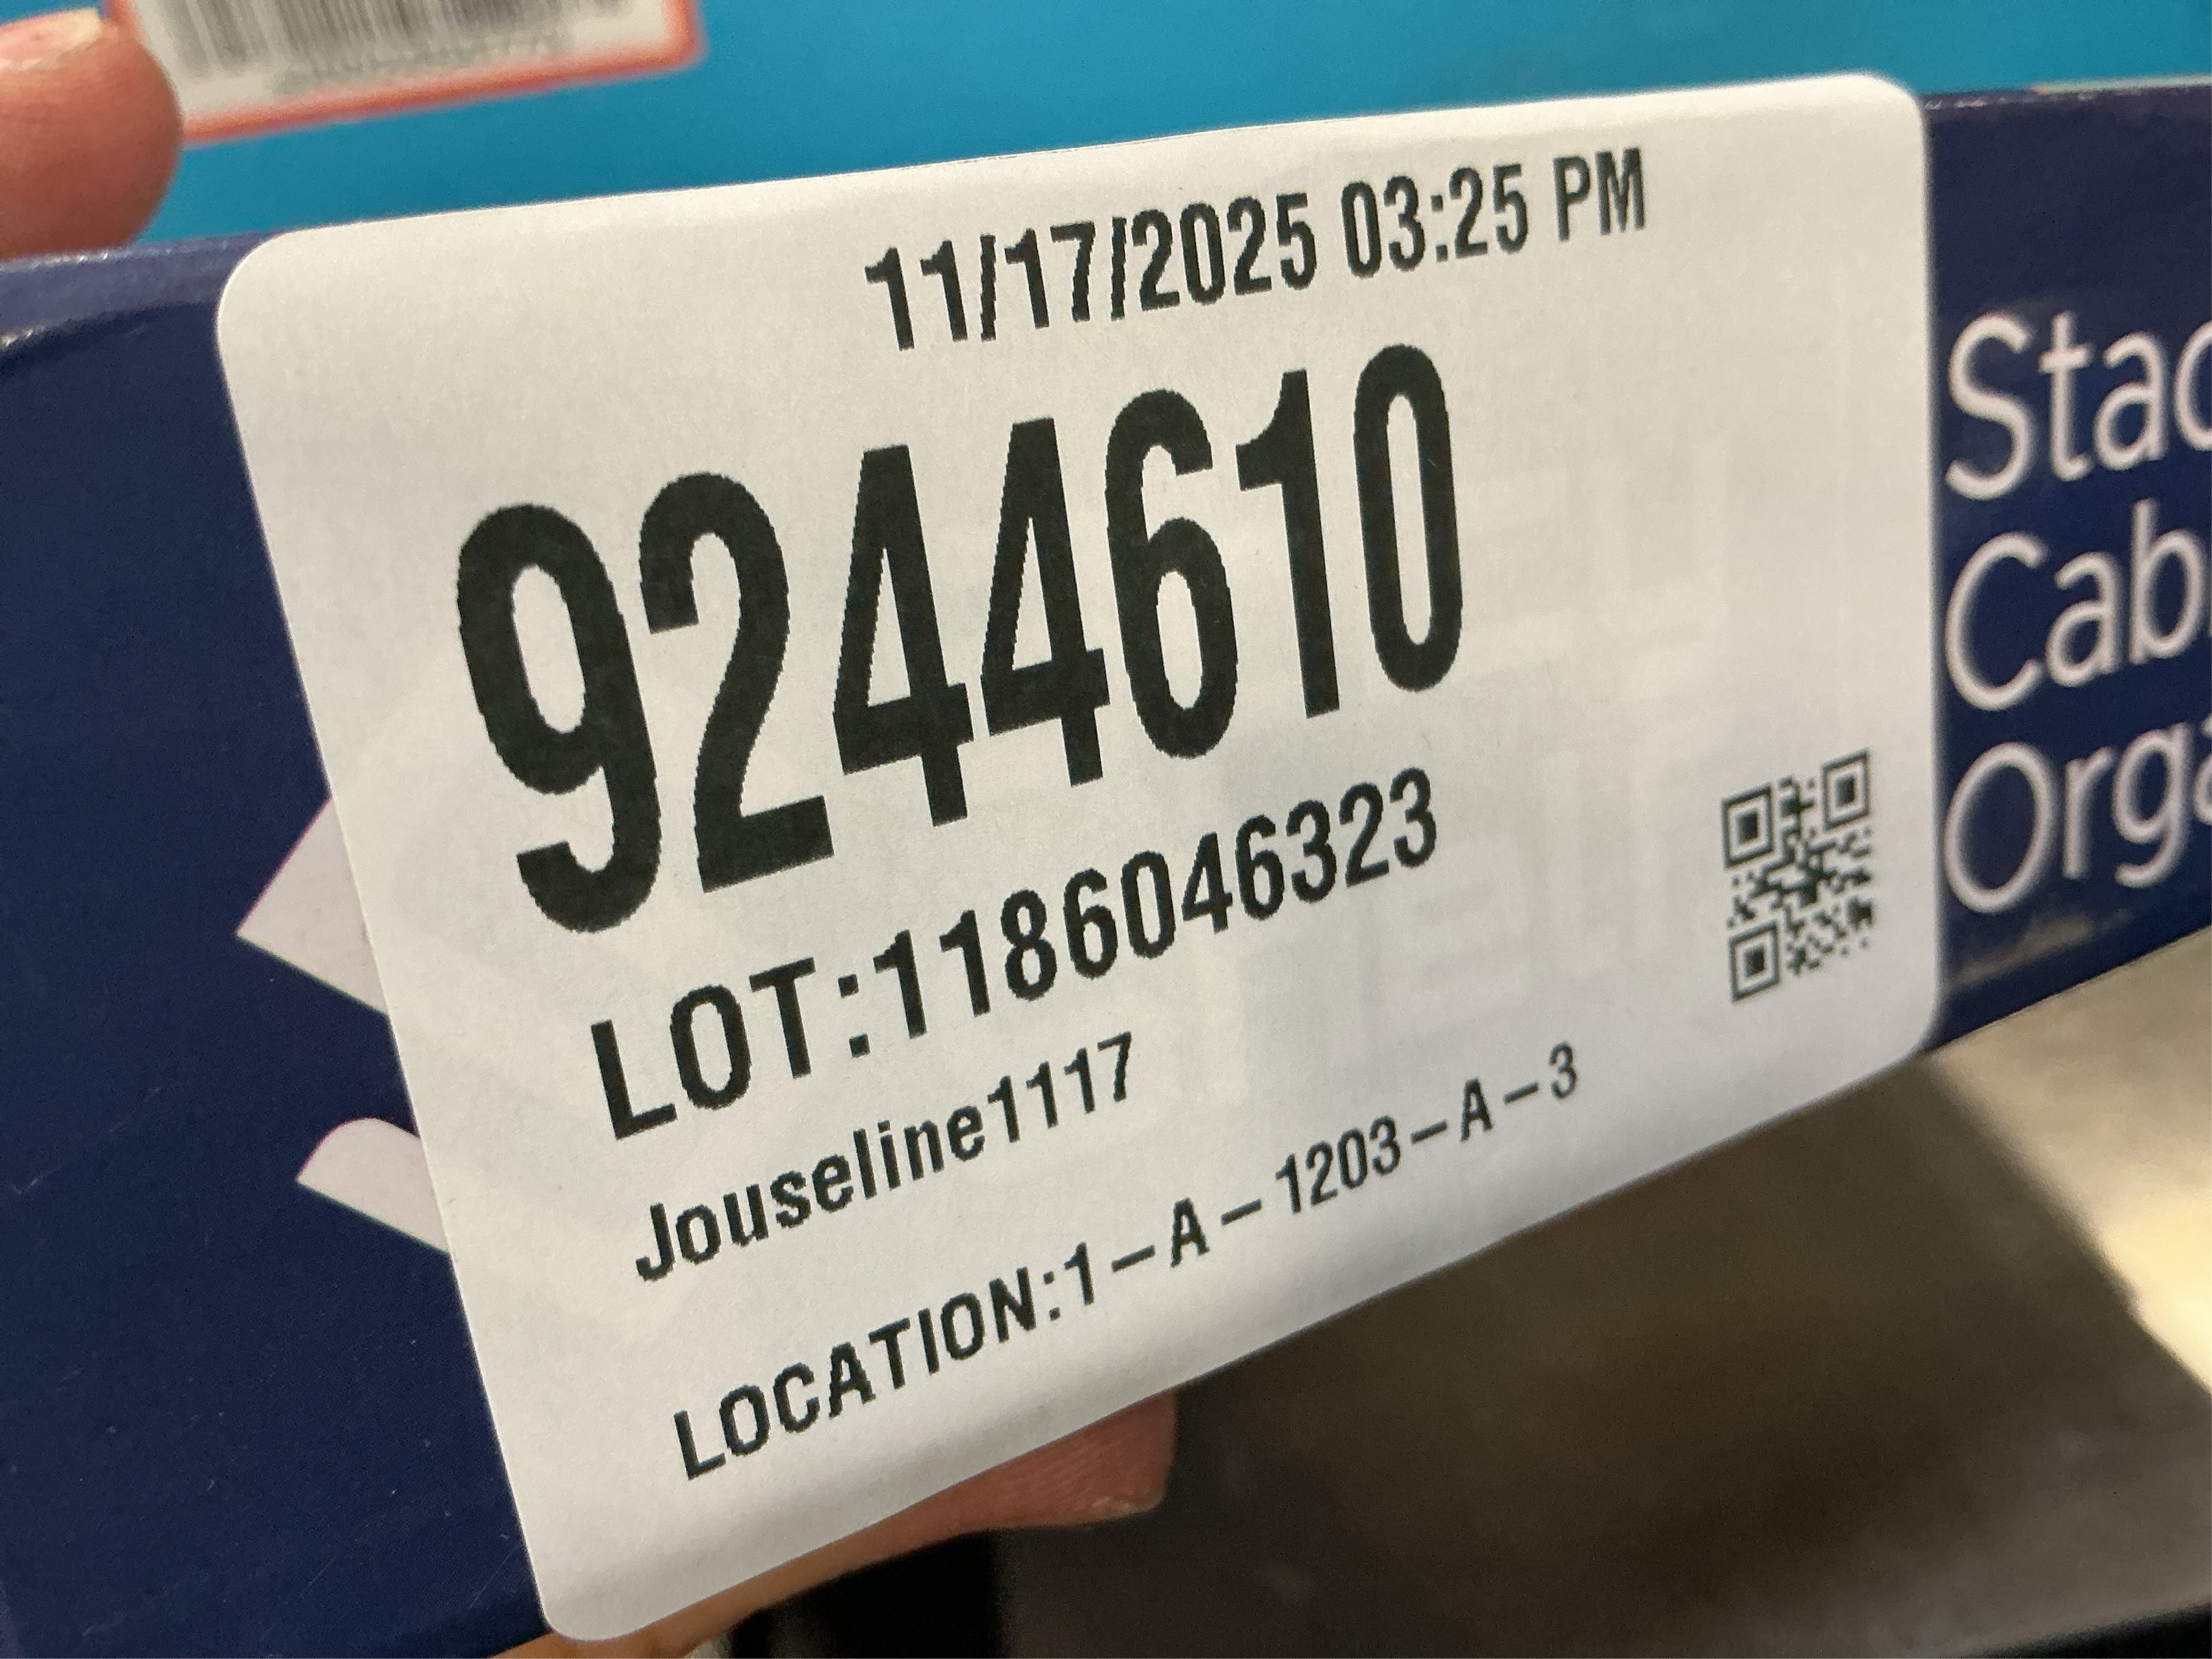 11/17/2025 03:25 PM
9244610
LOT:1186046323
Jouseline1117
LOCATION:1-A-1203-A-3